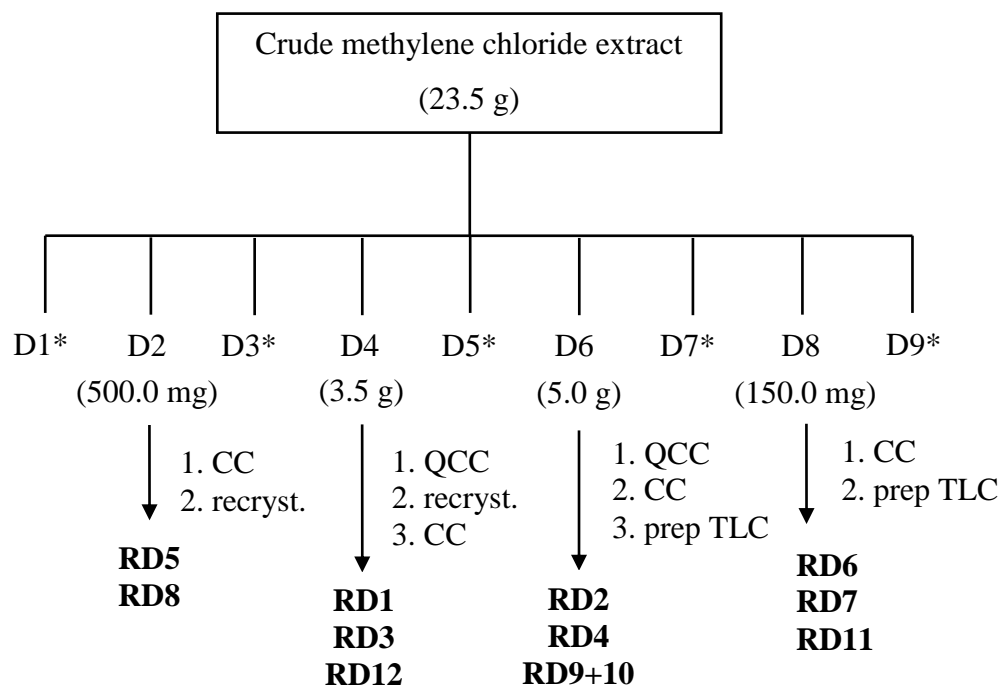 Crude methylene chloride extract
(23.5 g)
D1* D2 D3* D4 D5* D6 D7* D8 D9*
(500.0 mg) (3.5 g) (5.0 g) (150.0 mg)
1. CC
2. recryst.
1. QCC
2. recryst.
3. CC
1. QCC
2. CC
3. prep TLC
1. CC
2. prep TLC
RD5
RD8
RD1
RD3
RD12
RD2
RD4
RD9+10
RD6
RD7
RD11